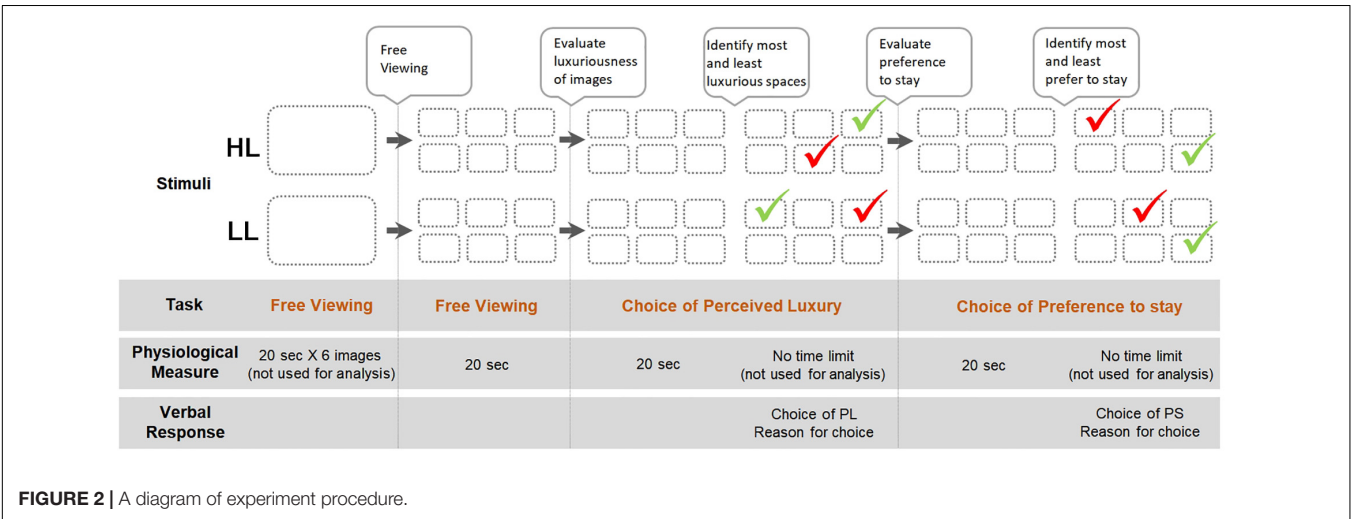 Free
Viewing
Evaluate
luxuriousness
of images
Identify most
and least
luxurious spaces
Evaluate
preference
to stay
Identify most
and least
prefer to stay
HL
Stimuli
LL
Task
Free Viewing
Free Viewing
Choice of Perceived Luxury
Choice of Preference to stay
Physiological
Measure
20 sec X 6 images
(not used for analysis)
20 sec
20 sec
No time limit
(not used for analysis)
20 sec
No time limit
(not used for analysis)
Verbal
Response
Choice of PL
Reason for choice
Choice of PS
Reason for choice
FIGURE 2 | A diagram of experiment procedure.